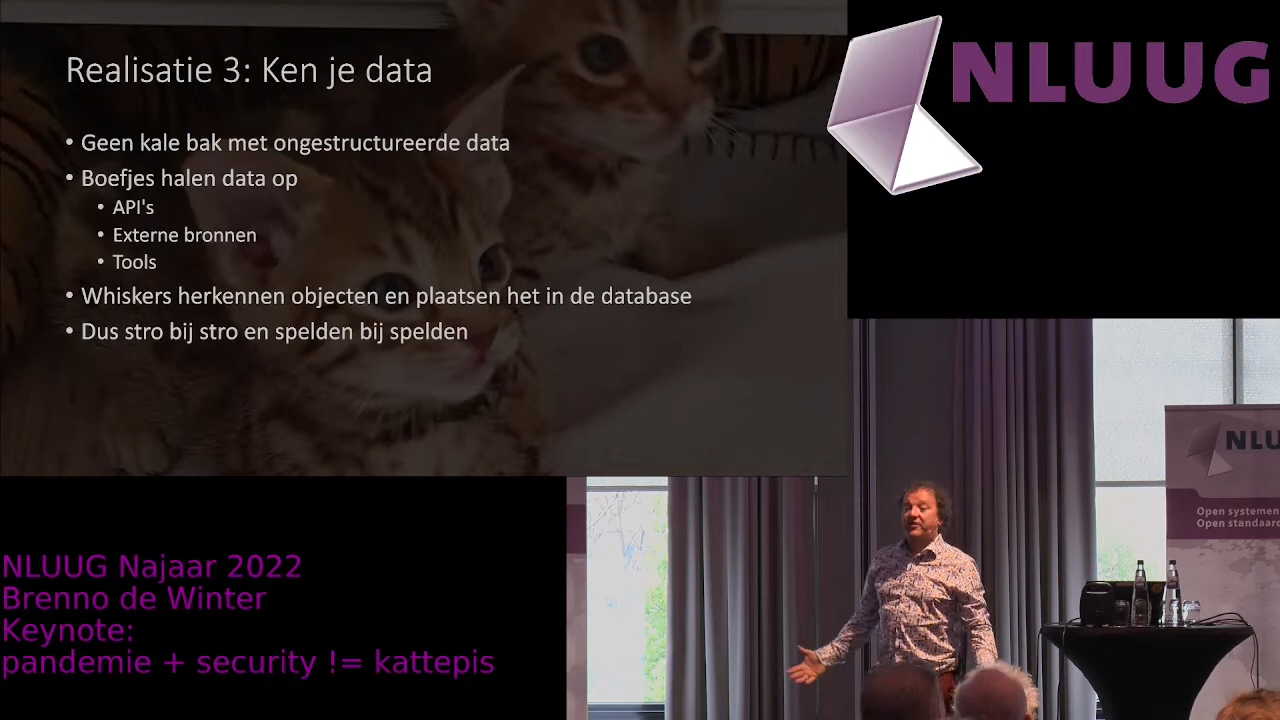 Realisatie 3: Ken je data
• Geen kale bak met ongestructureerde data
• Boefjes halen data op
• API's
• Externe bronnen
• Tools
• Whiskers herkennen objecten en plaatsen het in de database
• Dus stro bij stro en spelden bij spelden
NLUUG
NLU
Open systemen
Open standaard
NLUUG Najaar 2022
Brenno de Winter
Keynote:
pandemie + security != kattepis